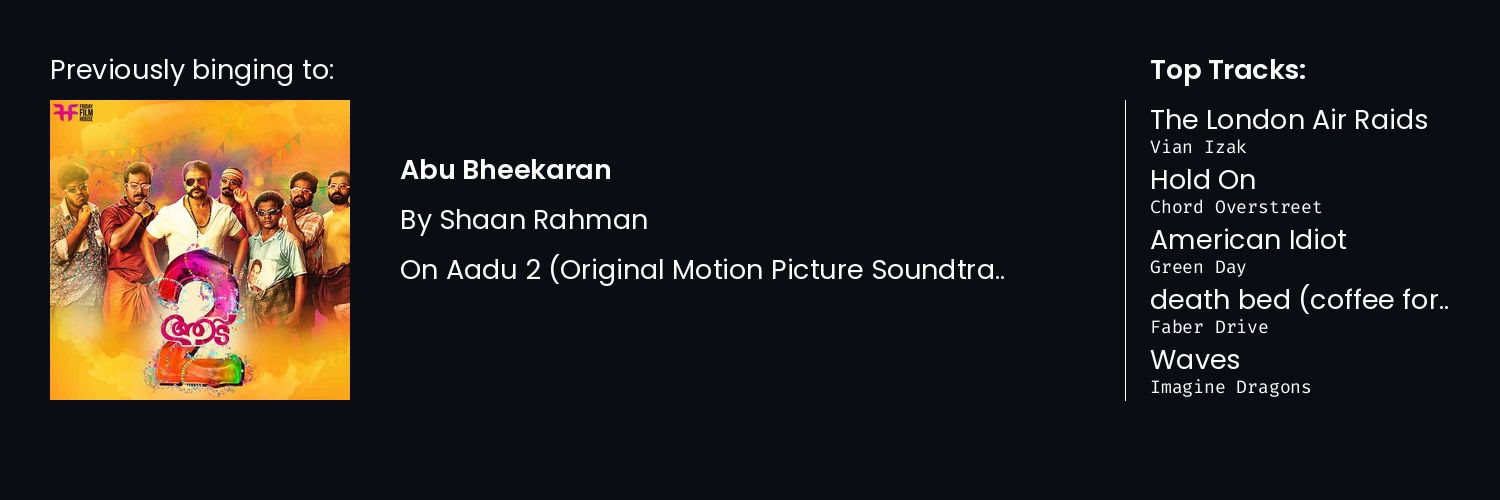 Previously binging to:
FRIDAY
FILM
HOUSE
2
ആട്
Abu Bheekaran
By Shaan Rahman
On Aadu 2 (Original Motion Picture Soundtra..
Top Tracks:
The London Air Raids
Vian Izak
Hold On
Chord Overstreet
American Idiot
Green Day
death bed (coffee for..
Faber Drive
Waves
Imagine Dragons